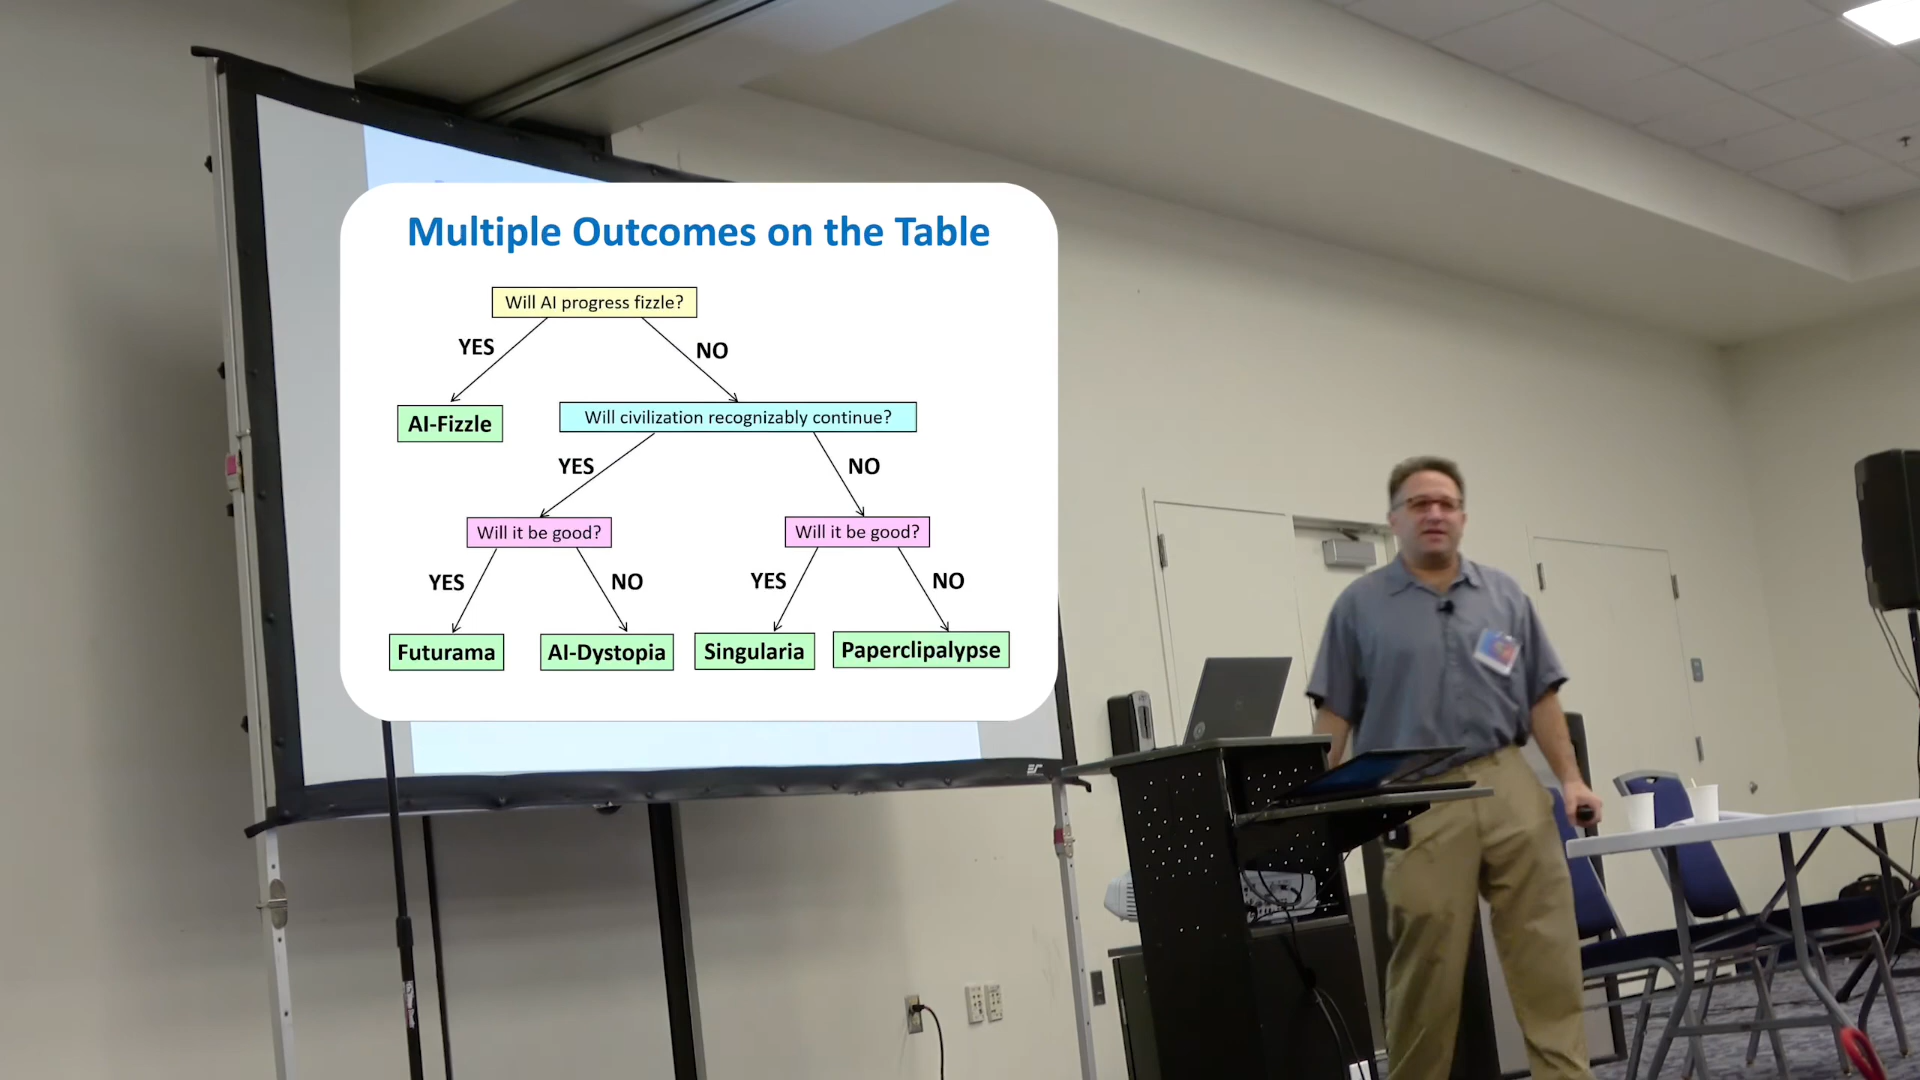 Multiple Outcomes on the Table
Will AI progress fizzle?
YES
NO
AI-Fizzle
Will civilization recognizably continue?
YES
NO
Will it be good?
Will it be good?
YES
NO
YES
NO
Futurama
AI-Dystopia
Singularia
Paperclipalypse